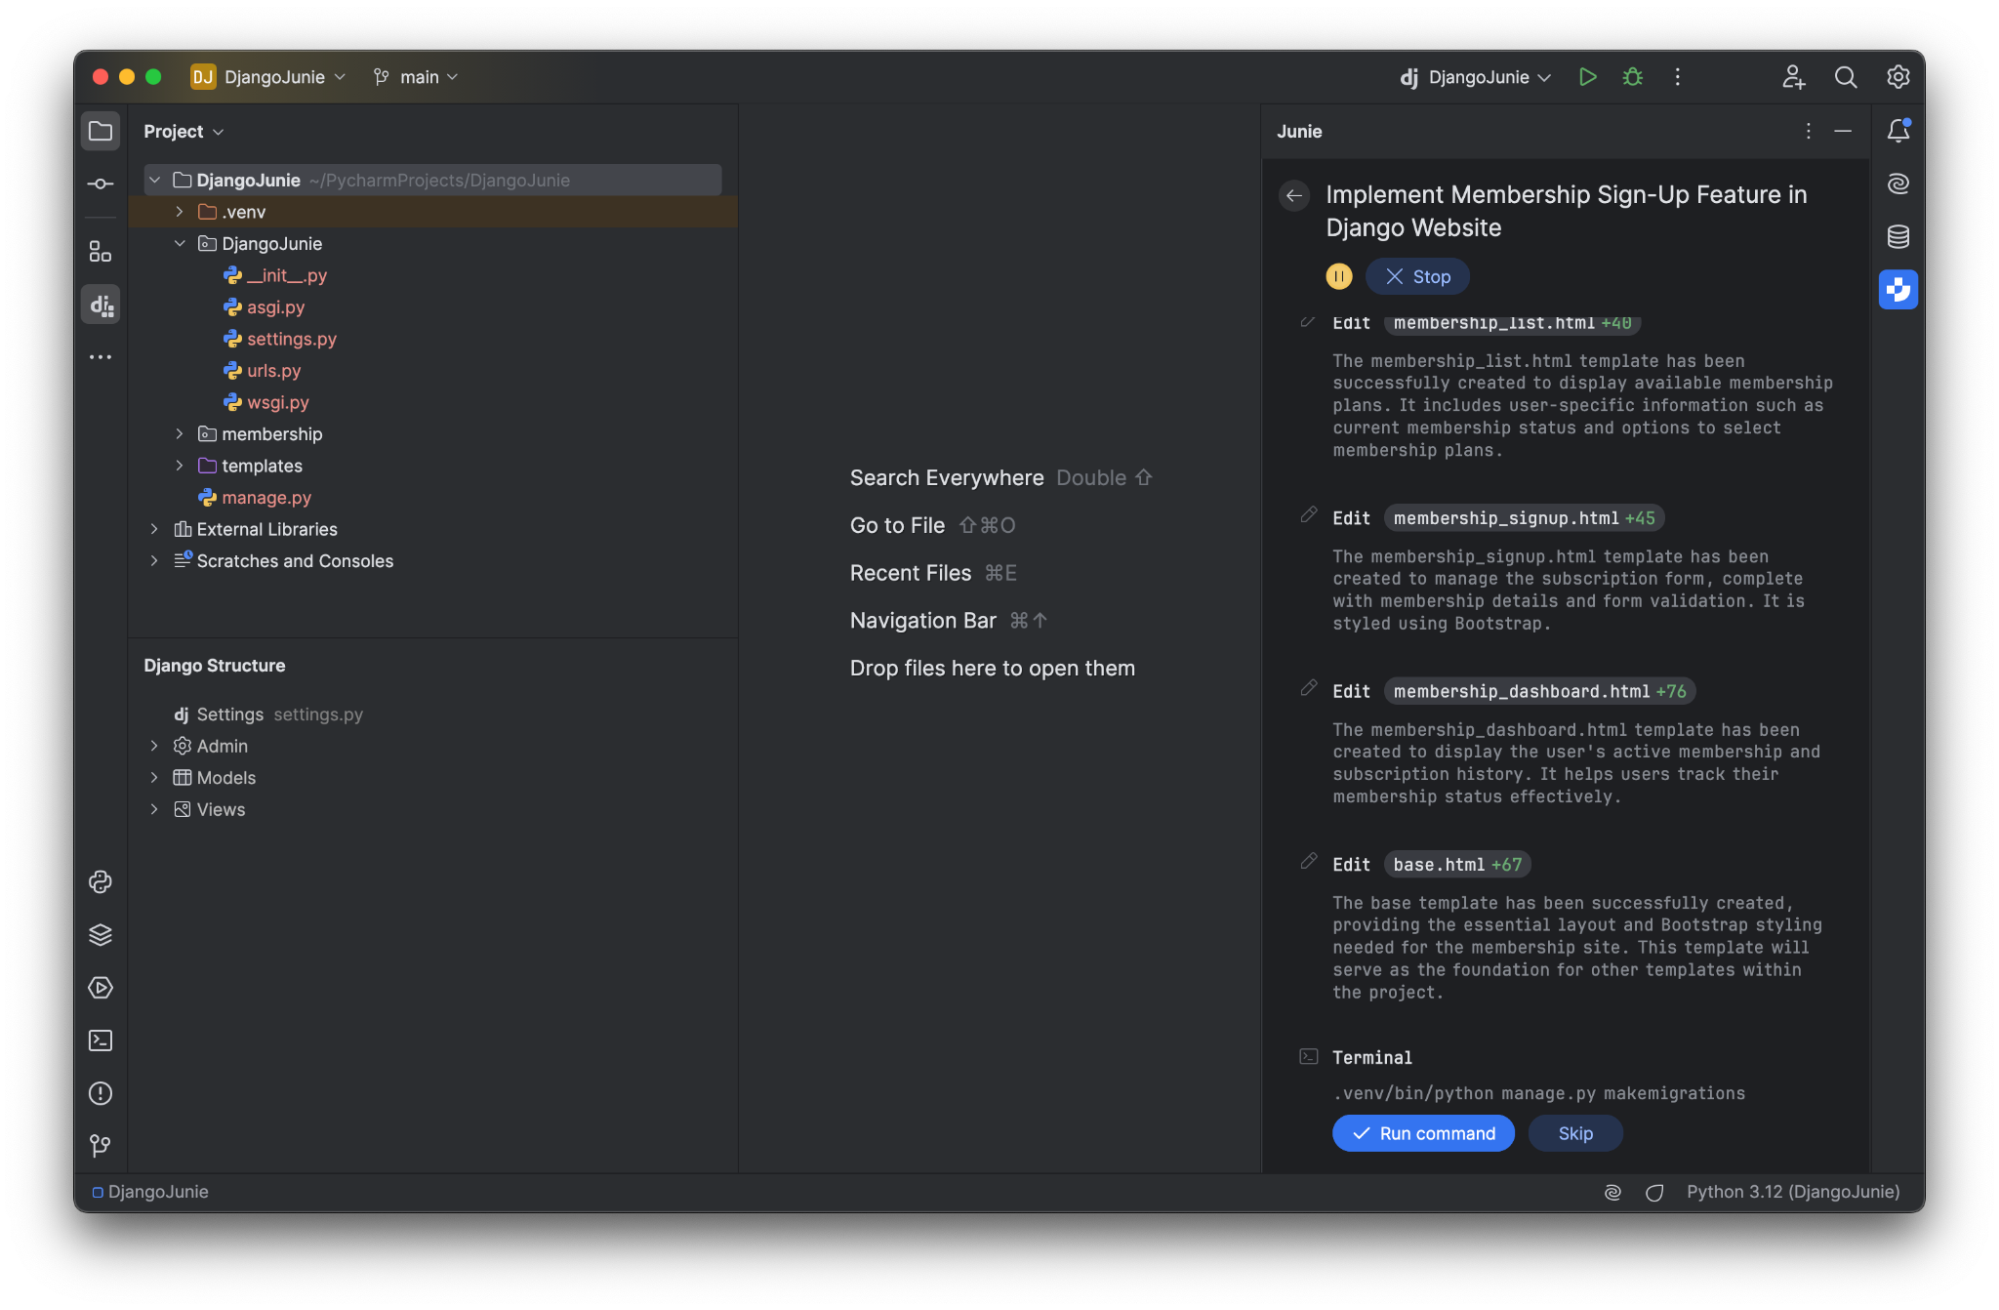 DJ DjangoJunie main
dj DjangoJunie
Project
DjangoJunie ~/PycharmProjects/DjangoJunie
.venv
DjangoJunie
__init__.py
asgi.py
settings.py
urls.py
wsgi.py
membership
templates
manage.py
External Libraries
Scratches and Consoles
Django Structure
dj Settings settings.py
Admin
Models
Views
Search Everywhere Double ⇧
Go to File ⇧⌘O
Recent Files ⌘E
Navigation Bar ⌘↑
Drop files here to open them
Junie
Implement Membership Sign-Up Feature in
Django Website
Stop
Edit membership_list.html +40
The membership_list.html template has been
successfully created to display available membership
plans. It includes user-specific information such as
current membership status and options to select
membership plans.
Edit membership_signup.html +45
The membership_signup.html template has been
created to manage the subscription form, complete
with membership details and form validation. It is
styled using Bootstrap.
Edit membership_dashboard.html +76
The membership_dashboard.html template has been
created to display the user's active membership and
subscription history. It helps users track their
membership status effectively.
Edit base.html +67
The base template has been successfully created,
providing the essential layout and Bootstrap styling
needed for the membership site. This template will
serve as the foundation for other templates within
the project.
Terminal
.venv/bin/python manage.py makemigrations
Run command Skip
DjangoJunie
Python 3.12 (DjangoJunie)